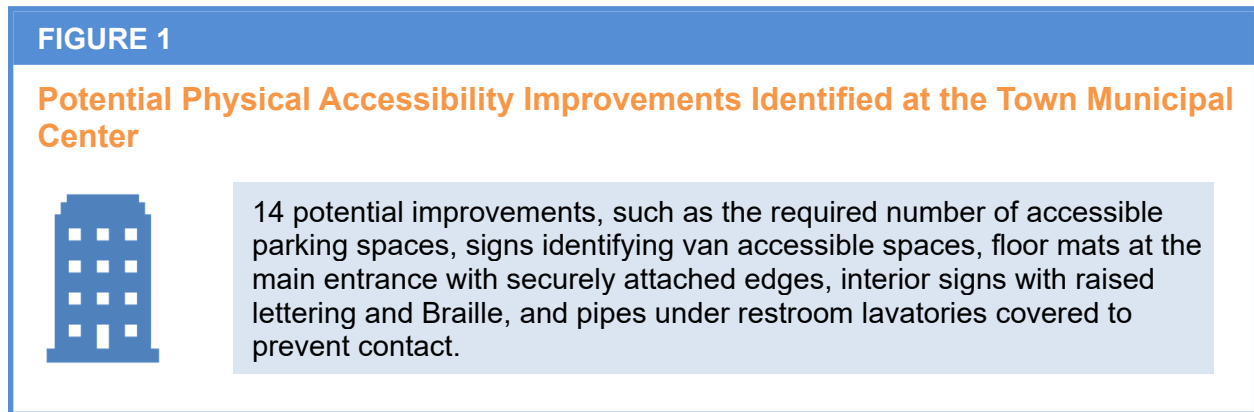 FIGURE 1
Potential Physical Accessibility Improvements Identified at the Town Municipal
Center
14 potential improvements, such as the required number of accessible
parking spaces, signs identifying van accessible spaces, floor mats at the
main entrance with securely attached edges, interior signs with raised
lettering and Braille, and pipes under restroom lavatories covered to
prevent contact.